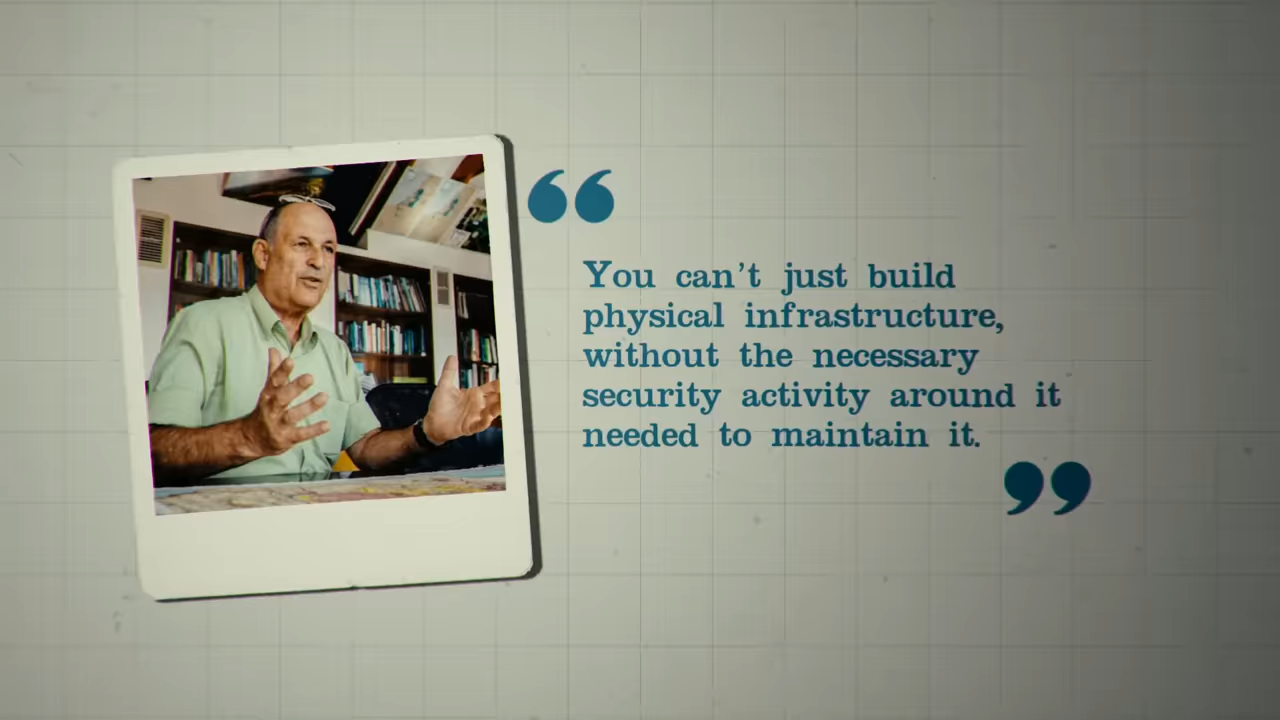 “
You can’t just build
physical infrastructure,
without the necessary
security activity around it
needed to maintain it.
”